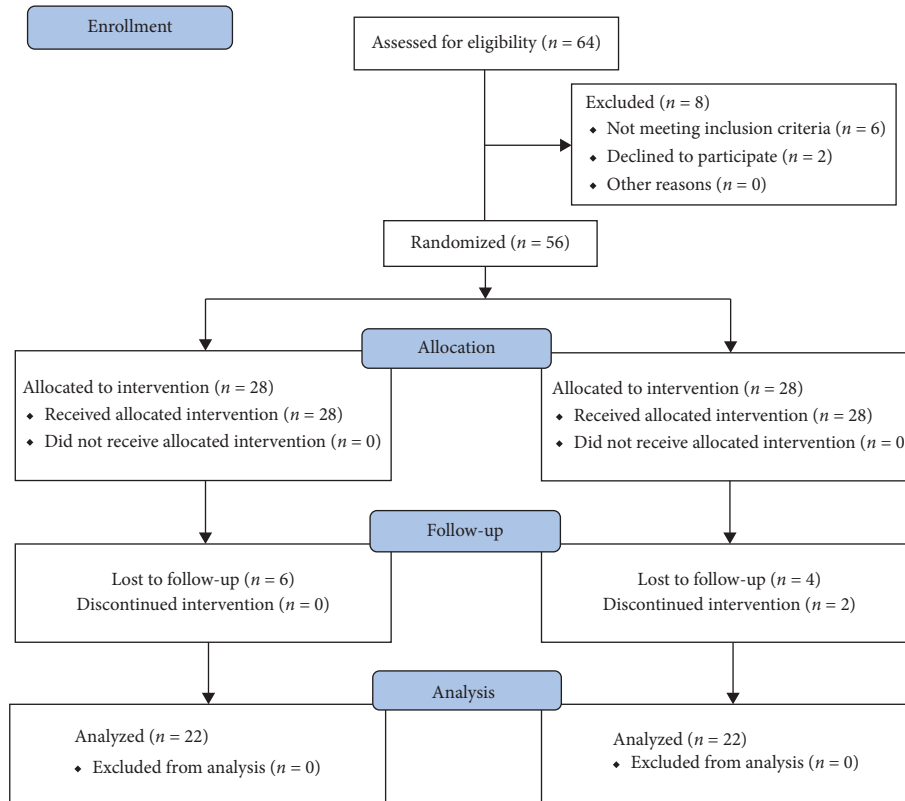 Enrollment
Assessed for eligibility (n = 64)
Excluded (n = 8)
⬥ Not meeting inclusion criteria (n = 6)
⬥ Declined to participate (n = 2)
⬥ Other reasons (n = 0)
Randomized (n = 56)
Allocation
Allocated to intervention (n = 28)
⬥ Received allocated intervention (n = 28)
⬥ Did not receive allocated intervention (n = 0)
Allocated to intervention (n = 28)
⬥ Received allocated intervention (n = 28)
⬥ Did not receive allocated intervention (n = 0
Follow-up
Lost to follow-up (n = 6)
Discontinued intervention (n = 0)
Lost to follow-up (n = 4)
Discontinued intervention (n = 2)
Analysis
Analyzed (n = 22)
⬥ Excluded from analysis (n = 0)
Analyzed (n = 22)
⬥ Excluded from analysis (n = 0)